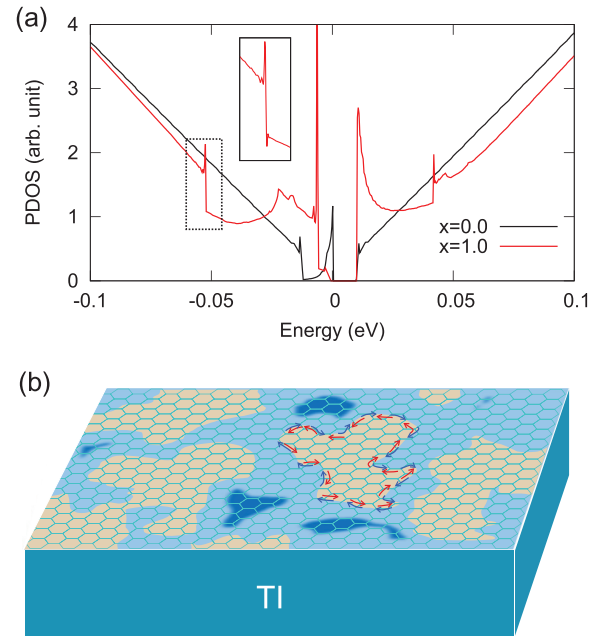 (a)
4
3
2
1
0
PDOS (arb. unit)
x=0.0
x=1.0
-0.1 -0.05 0 0.05 0.1
Energy (eV)
(b)
TI